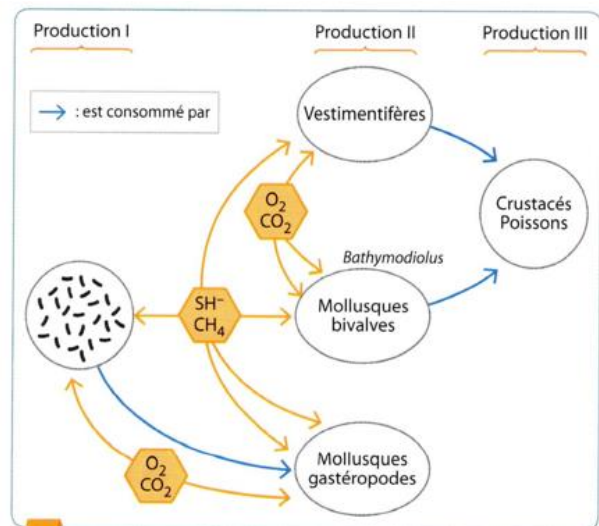 Production I
Production II
Production III
→ : est consommé par
Vestimentifères
O₂
CO₂
Crustacés
Poissons
Bathymodiolus
SH⁻
CH₄
Mollusques
bivalves
O₂
CO₂
Mollusques
gastéropodes